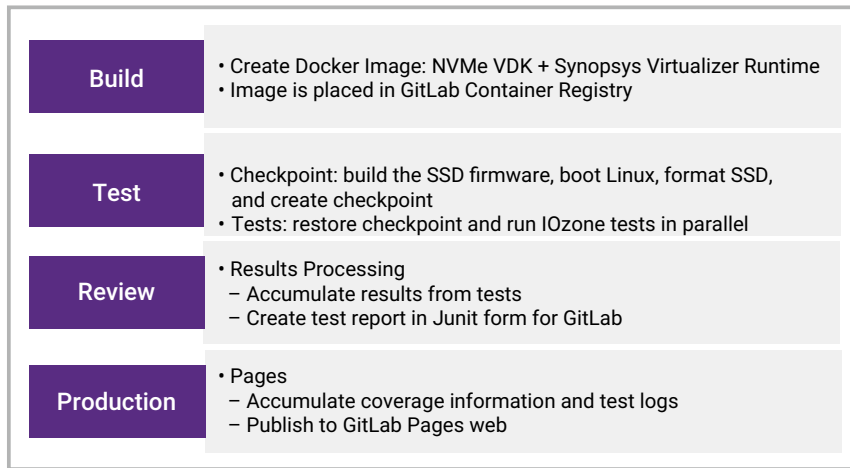 Build
• Create Docker Image: NVMe VDK + Synopsys Virtualizer Runtime
• Image is placed in GitLab Container Registry
Test
• Checkpoint: build the SSD firmware, boot Linux, format SSD,
and create checkpoint
• Tests: restore checkpoint and run IOzone tests in parallel
Review
• Results Processing
– Accumulate results from tests
– Create test report in Junit form for GitLab
Production
• Pages
– Accumulate coverage information and test logs
– Publish to GitLab Pages web